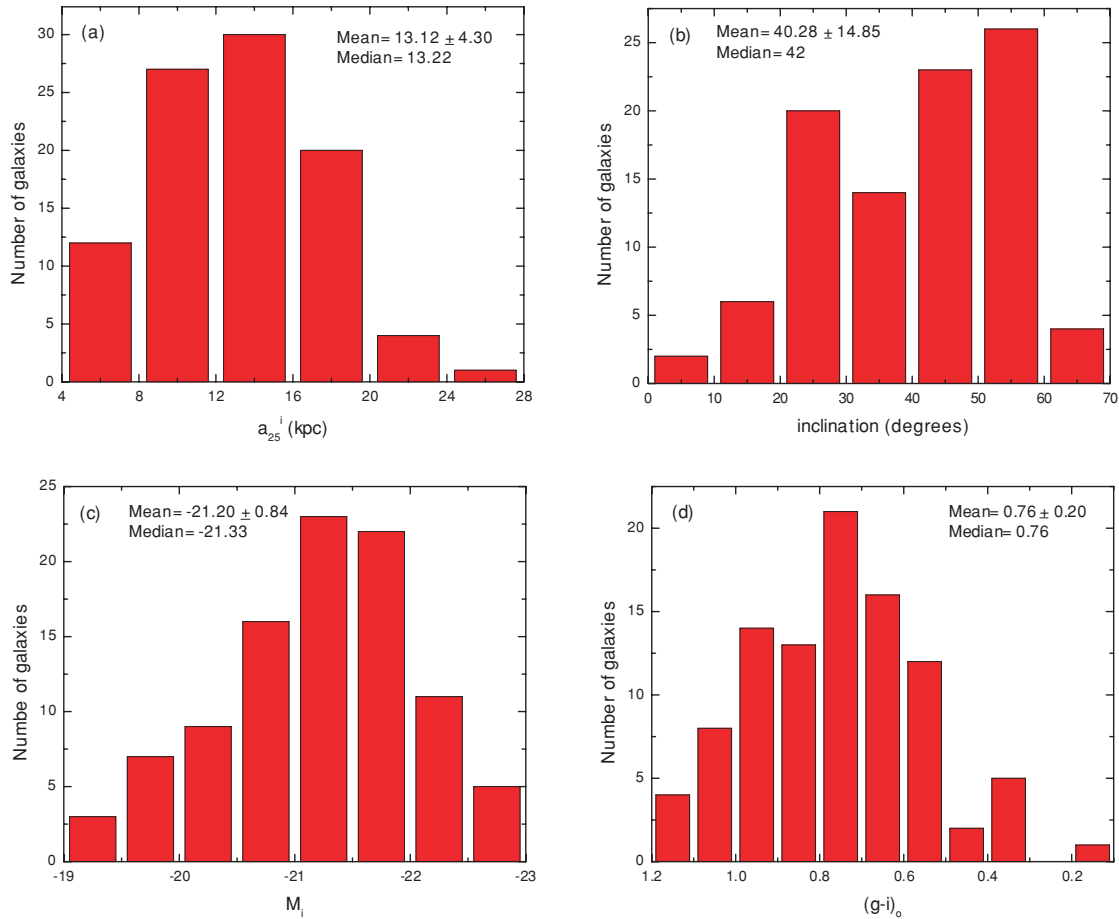 (a)
Mean= 13.12 ± 4.30
Median= 13.22
30
25
20
15
10
5
0
Number of galaxies
4 8 12 16 20 24 28
a₂₅ⁱ (kpc)
(b)
Mean= 40.28 ± 14.85
Median= 42
25
20
15
10
5
0
Number of galaxies
0 10 20 30 40 50 60 70
inclination (degrees)
(c)
Mean= -21.20 ± 0.84
Median= -21.33
25
20
15
10
5
0
Numbe of galaxies
-19 -20 -21 -22 -23
Mᵢ
(d)
Mean= 0.76 ± 0.20
Median= 0.76
20
15
10
5
0
Number of galaxies
1.2 1.0 0.8 0.6 0.4 0.2
(g-i)ₒ